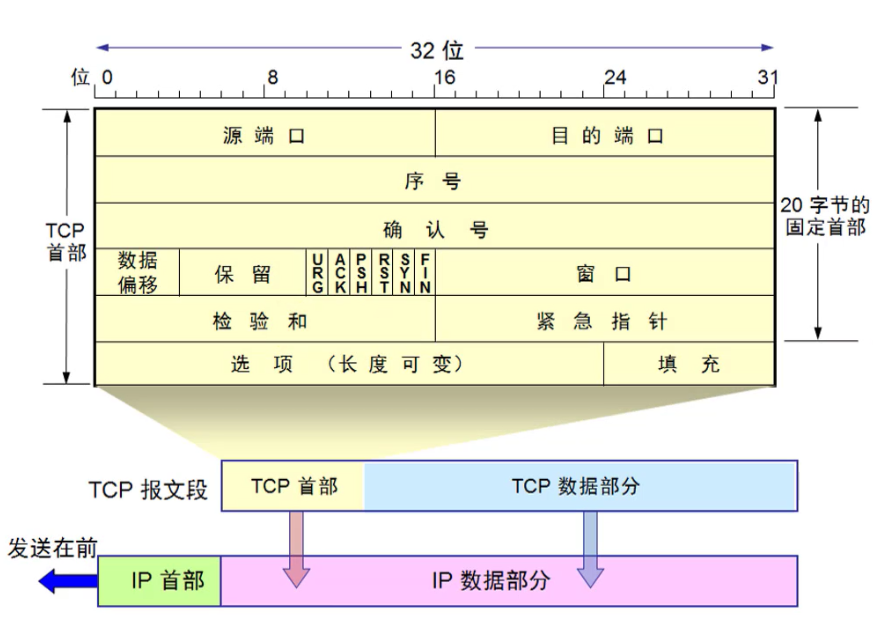 32 位
位 0 8 16 24 31
源 端 口 目 的 端 口
序 号
确 认 号
TCP
首部
20 字节的
固定首部
数据
偏移
保 留
URG
ACK
PSH
RST
SYN
FIN
窗 口
检 验 和 紧 急 指 针
选 项 （长 度 可 变） 填 充
TCP 报文段 TCP 首部 TCP 数据部分
发送在前
IP 首部 IP 数据部分